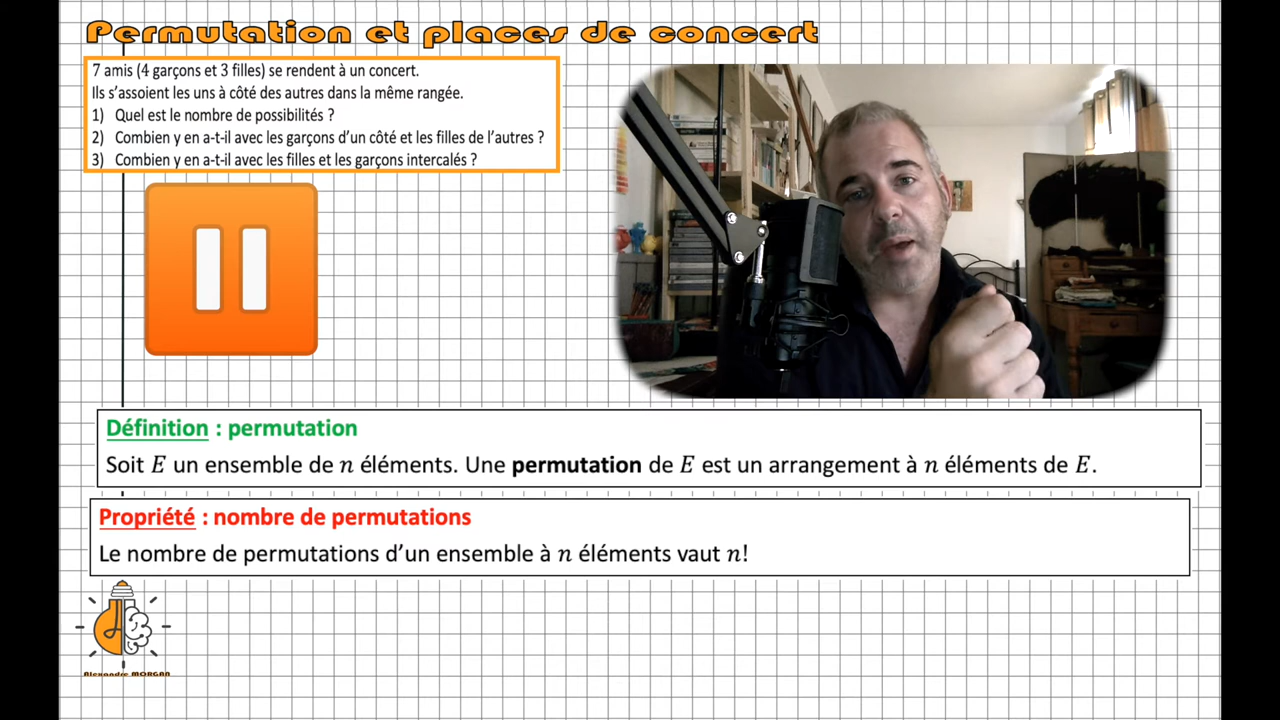 Permutation et places de concert
7 amis (4 garçons et 3 filles) se rendent à un concert.
Ils s’assoient les uns à côté des autres dans la même rangée.
1) Quel est le nombre de possibilités ?
2) Combien y en a-t-il avec les garçons d’un côté et les filles de l’autres ?
3) Combien y en a-t-il avec les filles et les garçons intercalés ?
Définition : permutation
Soit E un ensemble de n éléments. Une permutation de E est un arrangement à n éléments de E.
Propriété : nombre de permutations
Le nombre de permutations d’un ensemble à n éléments vaut n!
Alexandre MORGAN